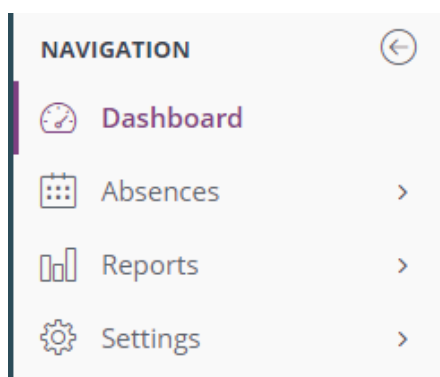 NAVIGATION
Dashboard
Absences
Reports
Settings